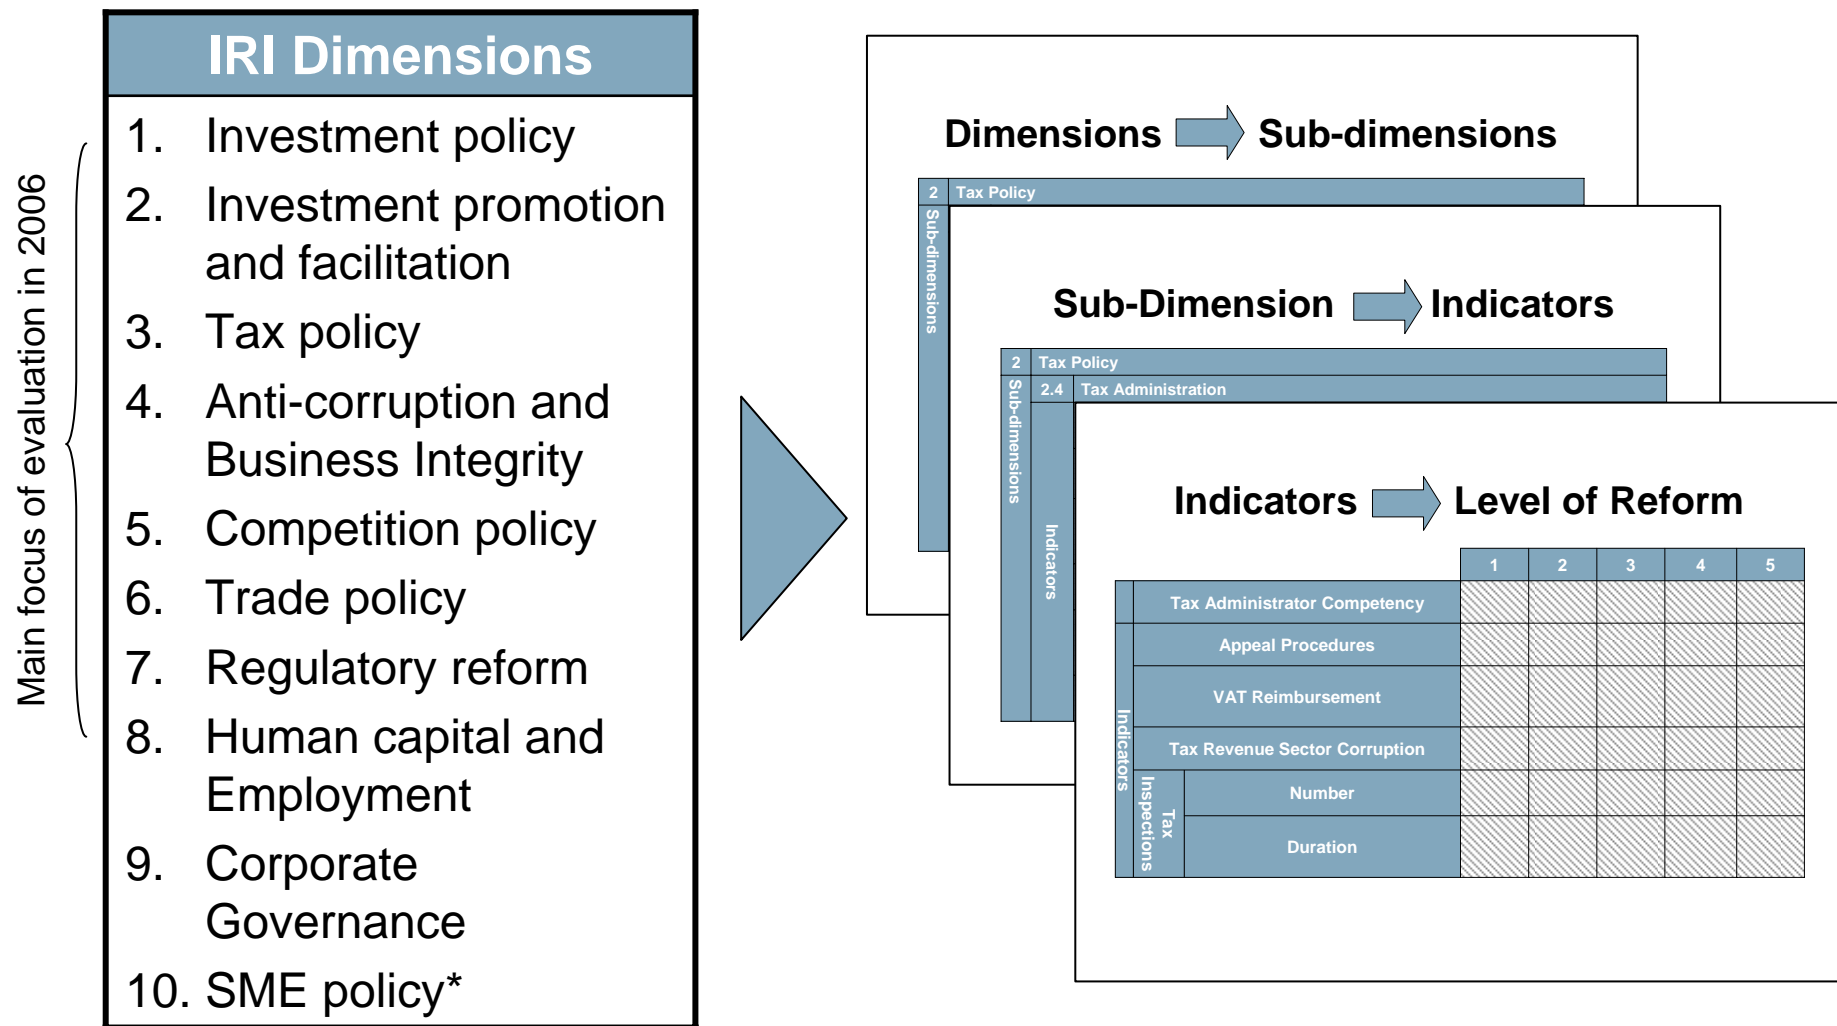 Main focus of evaluation in 2006
IRI Dimensions
1. Investment policy
2. Investment promotion
and facilitation
3. Tax policy
4. Anti-corruption and
Business Integrity
5. Competition policy
6. Trade policy
7. Regulatory reform
8. Human capital and
Employment
9. Corporate
Governance
10. SME policy*
Dimensions Sub-dimensions
2 Tax Policy
Sub-dimensions
Sub-Dimension Indicators
2 Tax Policy
Sub-dimensions
2.4 Tax Administration
Indicators
Indicators Level of Reform
1 2 3 4 5
Indicators
Tax Administrator Competency
Appeal Procedures
VAT Reimbursement
Tax Revenue Sector Corruption
Tax
Inspections
Number
Duration